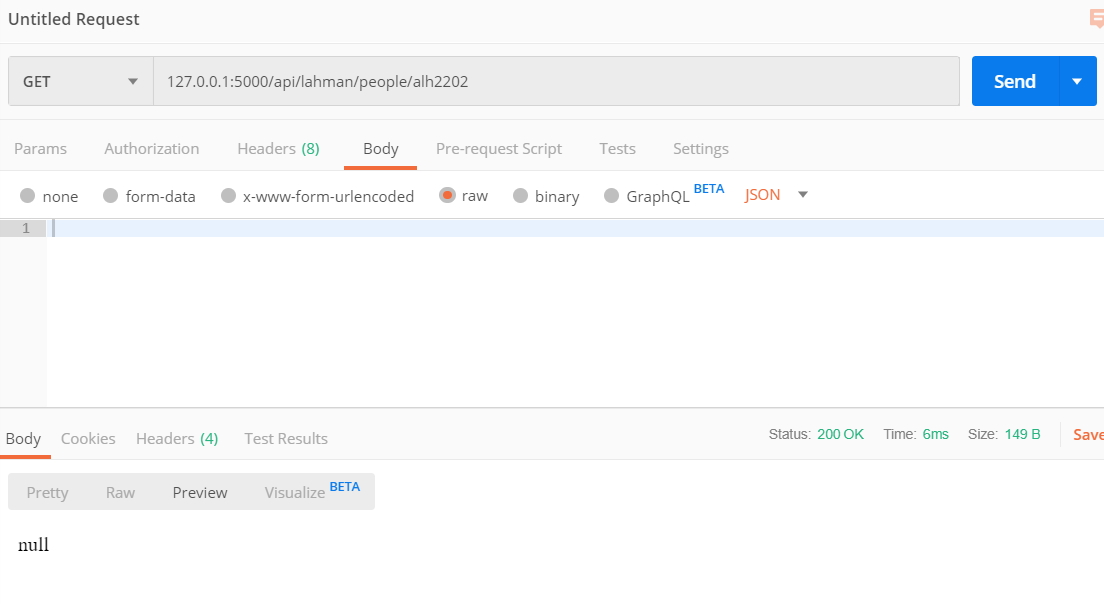 Untitled Request
GET 127.0.0.1:5000/api/lahman/people/alh2202 Send
Params Authorization Headers (8) Body Pre-request Script Tests Settings
none form-data x-www-form-urlencoded raw binary GraphQL BETA JSON
1
Body Cookies Headers (4) Test Results Status: 200 OK Time: 6ms Size: 149 B Save
Pretty Raw Preview Visualize BETA
null